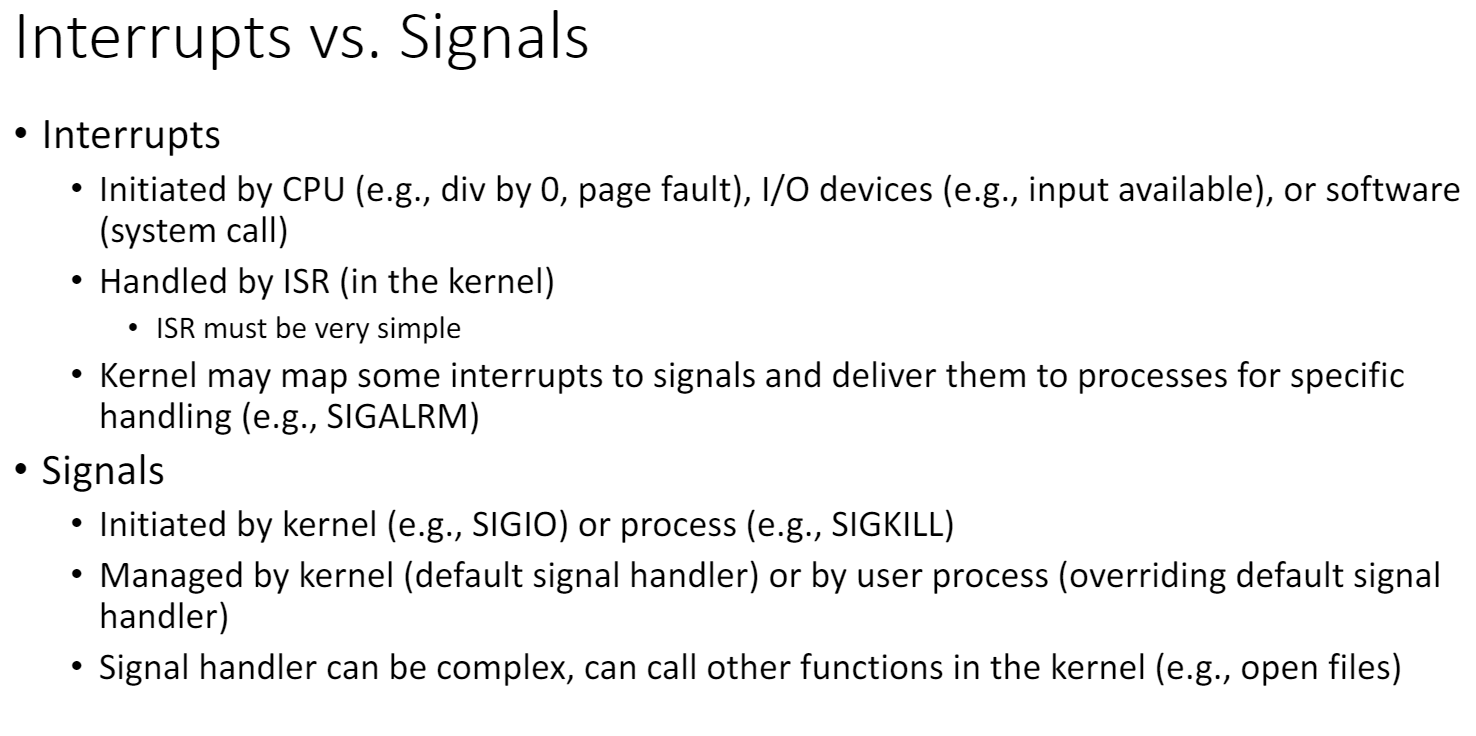 Interrupts vs. Signals
• Interrupts
• Initiated by CPU (e.g., div by 0, page fault), I/O devices (e.g., input available), or software
(system call)
• Handled by ISR (in the kernel)
• ISR must be very simple
• Kernel may map some interrupts to signals and deliver them to processes for specific
handling (e.g., SIGALRM)
• Signals
• Initiated by kernel (e.g., SIGIO) or process (e.g., SIGKILL)
• Managed by kernel (default signal handler) or by user process (overriding default signal
handler)
• Signal handler can be complex, can call other functions in the kernel (e.g., open files)